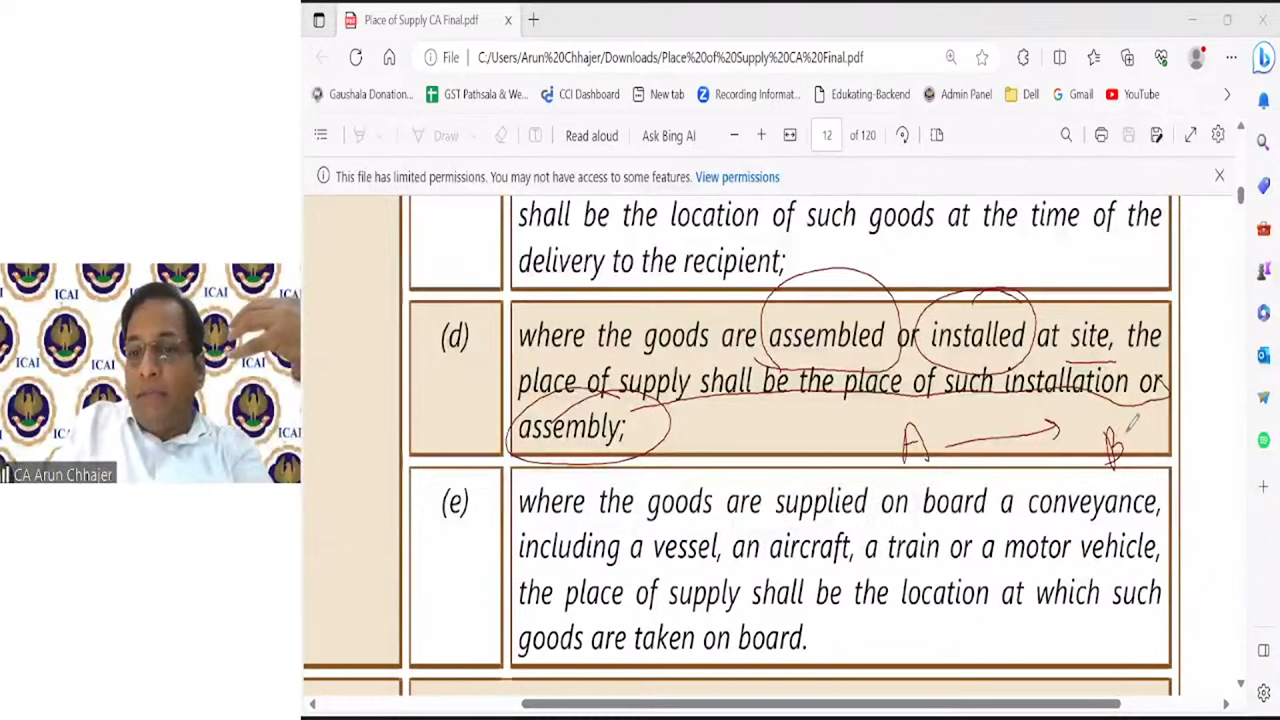 Place of Supply CA Final.pdf
File C:/Users/Arun%20Chhajer/Downloads/Place%20of%20Supply%20CA%20Final.pdf
Gaushala Donation... GST Pathsala & We... CCI Dashboard New tab Recording Informat... Edukating-Backend Admin Panel Dell Gmail YouTube
Draw Read aloud Ask Bing AI 12 of 120
This file has limited permissions. You may not have access to some features. View permissions
shall be the location of such goods at the time of the
delivery to the recipient;
(d) where the goods are assembled or installed at site, the
place of supply shall be the place of such installation or
assembly;
A B
(e) where the goods are supplied on board a conveyance,
including a vessel, an aircraft, a train or a motor vehicle,
the place of supply shall be the location at which such
goods are taken on board.
ICAI
ICAI
ICAI
CA Arun Chhajer